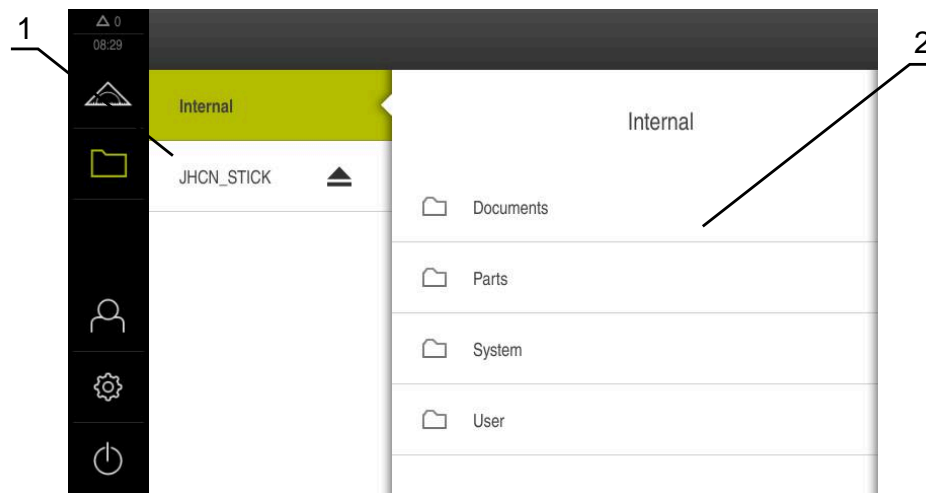 1
2
0
08:29
Internal
JHCN_STICK
Internal
Documents
Parts
System
User